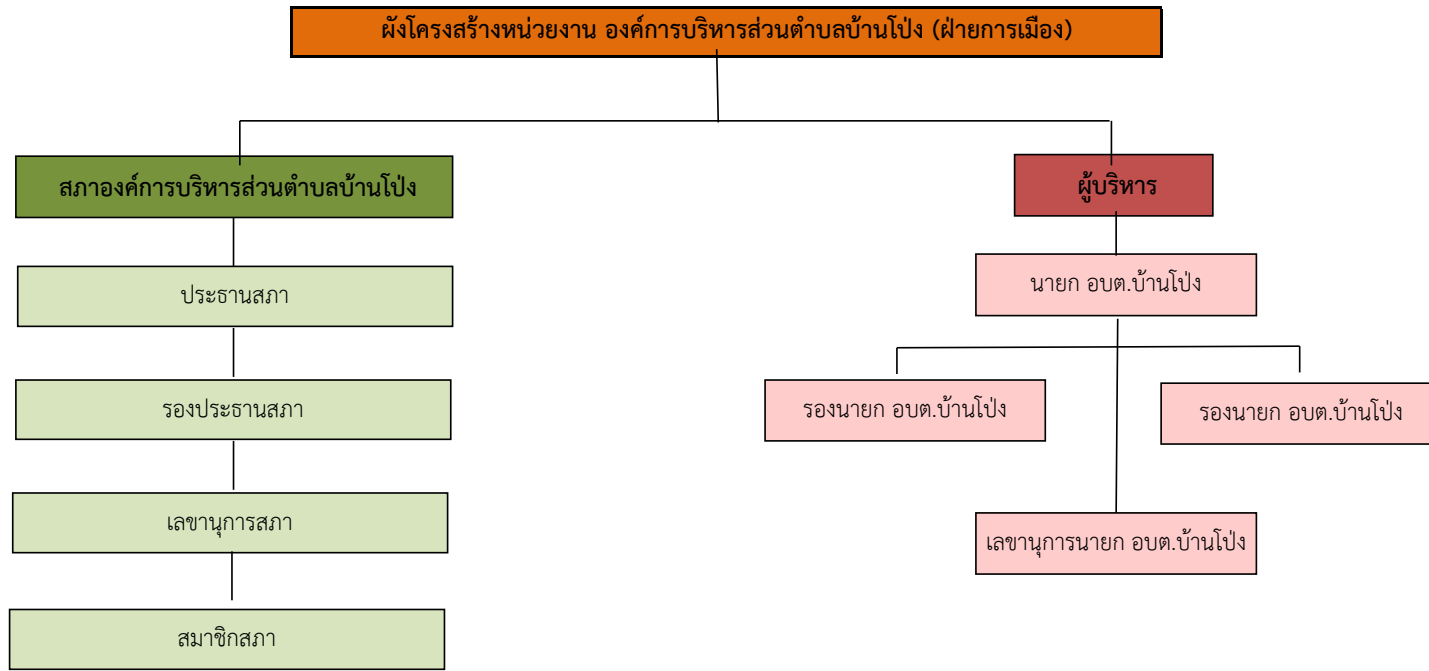 ผังโครงสร้างหน่วยงาน องค์การบริหารส่วนตำบลบ้านโป่ง (ฝ่ายการเมือง)
สภาองค์การบริหารส่วนตำบลบ้านโป่ง
ประธานสภา
รองประธานสภา
เลขานุการสภา
สมาชิกสภา
ผู้บริหาร
นายก อบต.บ้านโป่ง
รองนายก อบต.บ้านโป่ง
รองนายก อบต.บ้านโป่ง
เลขานุการนายก อบต.บ้านโป่ง